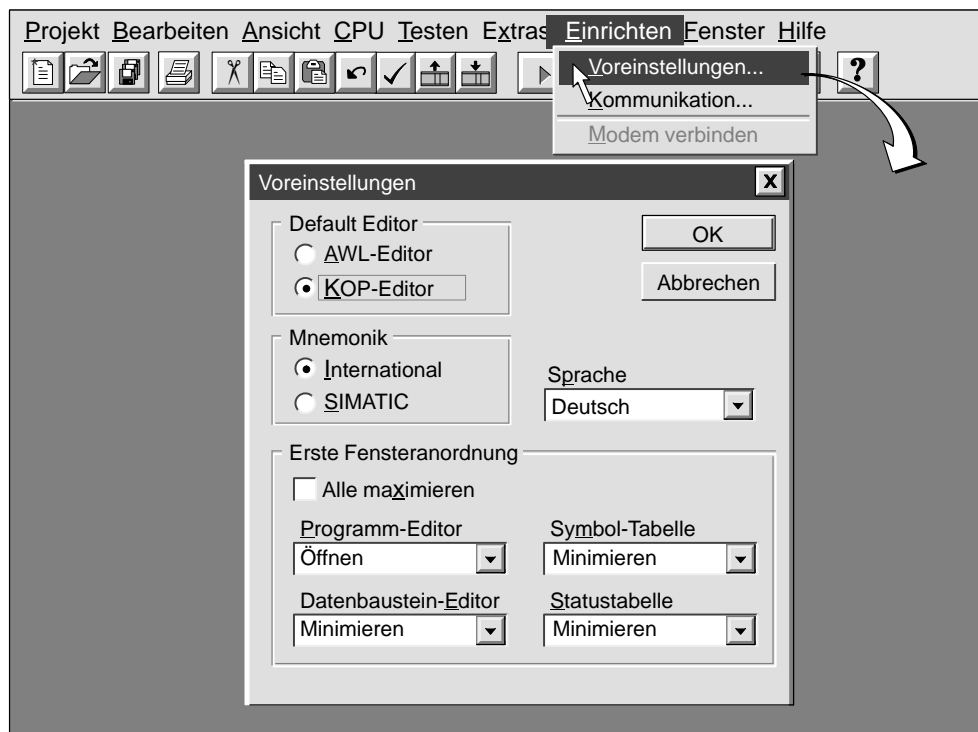 Projekt Bearbeiten Ansicht CPU Testen Extras Einrichten Fenster Hilfe
?
Voreinstellungen...
Kommunikation...
Modem verbinden
Voreinstellungen X
Default Editor
AWL-Editor
KOP-Editor
OK
Abbrechen
Mnemonik
International
SIMATIC
Sprache
Deutsch
Erste Fensteranordnung
Alle maximieren
Programm-Editor
Öffnen
Symbol-Tabelle
Minimieren
Datenbaustein-Editor
Minimieren
Statustabelle
Minimieren